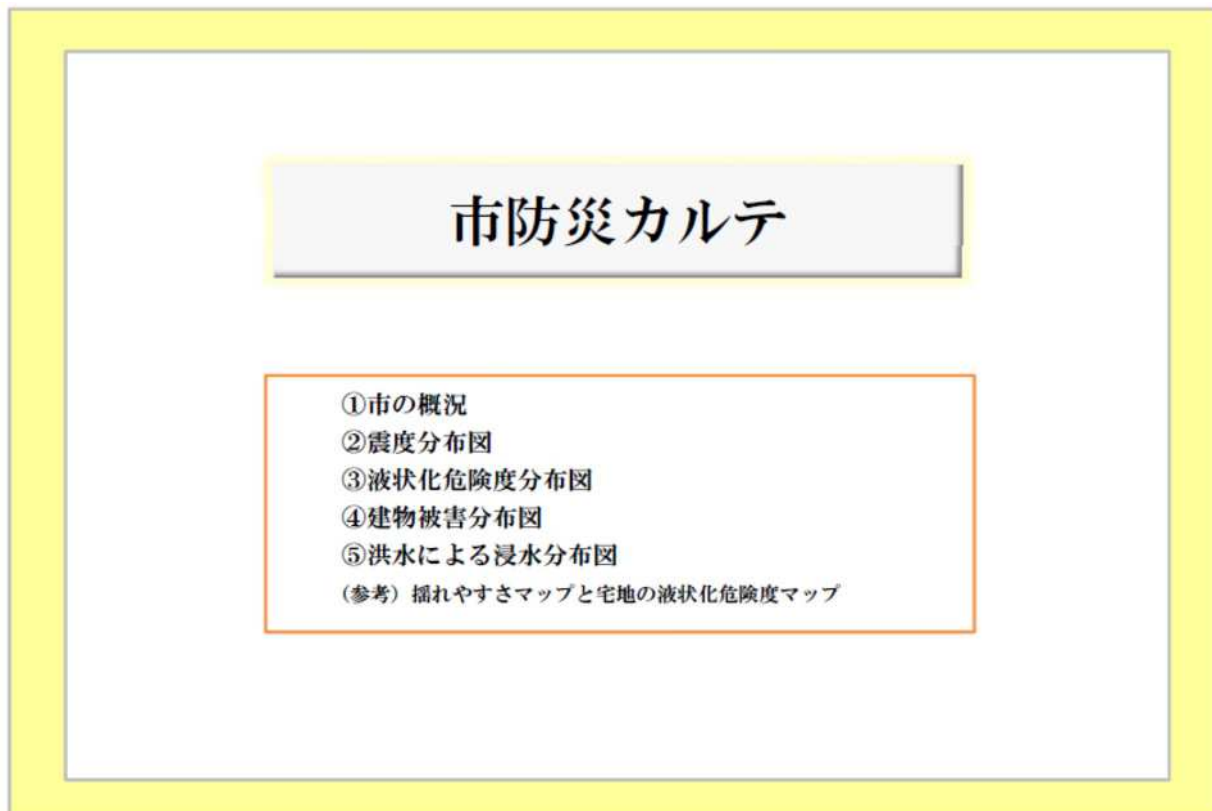 市防災カルテ
①市の概況
②震度分布図
③液状化危険度分布図
④建物被害分布図
⑤洪水による浸水分布図
（参考）揺れやすさマップと宅地の液状化危険度マップ